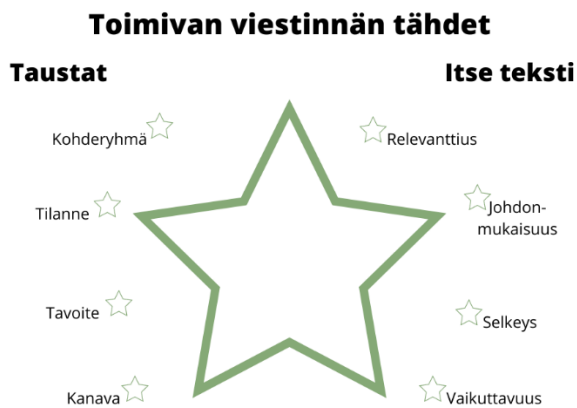 Toimivan viestinnän tähdet
Taustat
Itse teksti
Kohderyhmä
Relevanttius
Tilanne
Johdon-
mukaisuus
Tavoite
Selkeys
Kanava
Vaikuttavuus